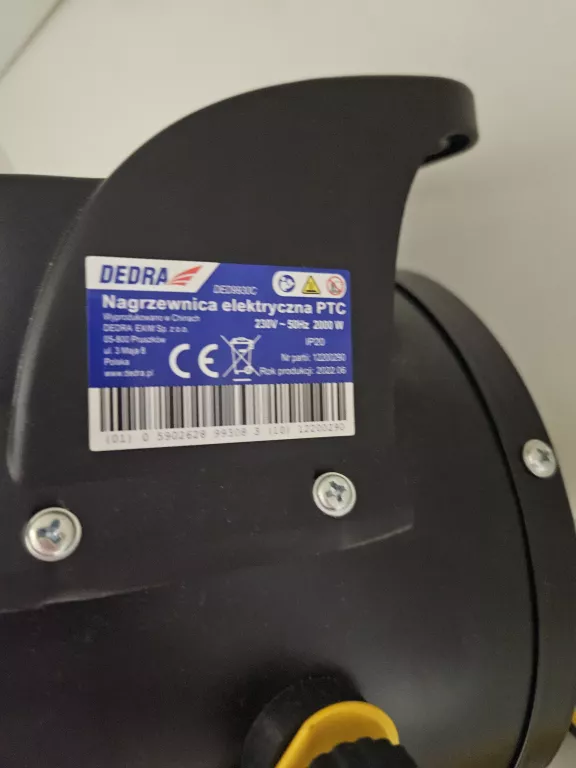 DEDRA
DED9930C
Nagrzewnica elektryczna PTC
Wyprodukowano w Chinach
230V ~ 50Hz 2000 W
DEDRA EXIM Sp. z o.o.
05-800 Pruszków
IP20
ul. 3 Maja 8
Polska
CE
Nr partii: 12200290
www.dedra.pl
Rok produkcji: 2022.06
(01) 0 5902628 99308 3 (10) 12200290